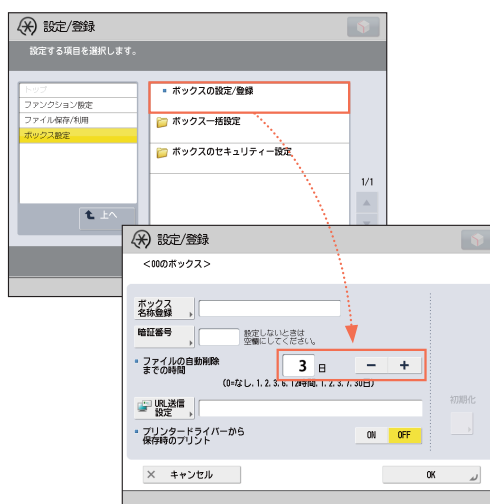 設定/登録
設定する項目を選択します。
トップ
ファンクション設定
ファイル保存/利用
ボックス設定
上へ
ボックスの設定/登録
ボックス一括設定
ボックスのセキュリティー設定
1/1
設定/登録
<00のボックス>
ボックス
名称登録
暗証番号
設定しないときは
空欄にしてください。
ファイルの自動削除
までの時間
3 日
− +
(0=なし、1、2、3、6、12時間、1、2、3、7、30日)
URL送信
設定
初期化
プリンタードライバーから
保存時のプリント
ON OFF
× キャンセル
OK